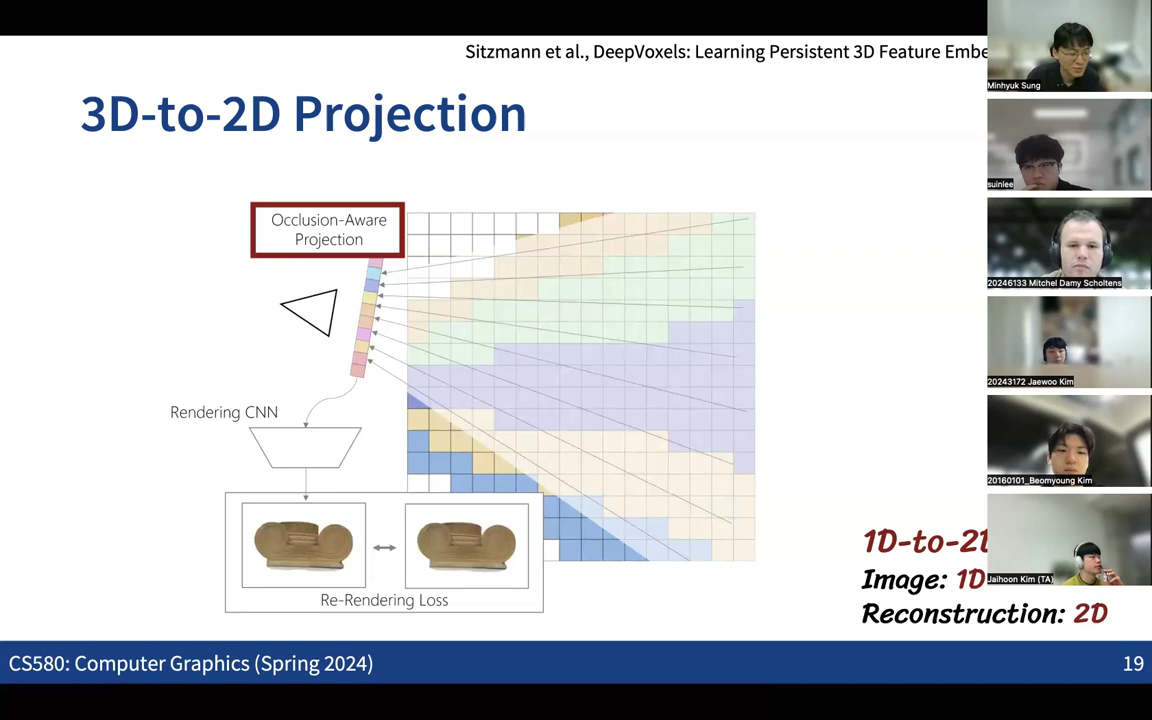 Sitzmann et al., DeepVoxels: Learning Persistent 3D Feature Embe
3D-to-2D Projection
Occlusion-Aware
Projection
Rendering CNN
Re-Rendering Loss
1D-to-2D
Image: 1D
Reconstruction: 2D
CS580: Computer Graphics (Spring 2024)
19
Minhyuk Sung
suinlee
20246133 Mitchel Damy Scholtens
20243172 Jaewoo Kim
20160101_Beomyoung Kim
Jaihoon Kim (TA)